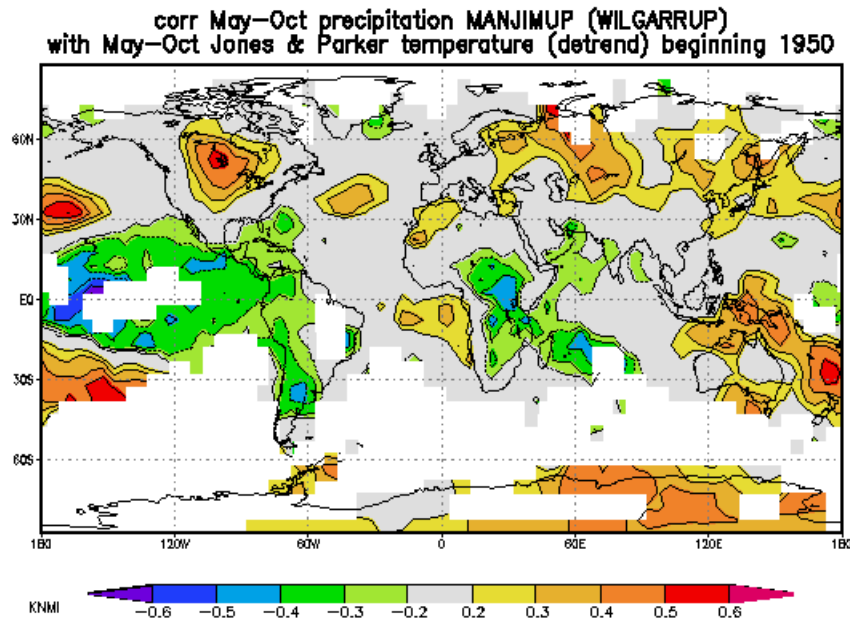 corr May-Oct precipitation MANJIMUP (WILGARRUP)
with May-Oct Jones & Parker temperature (detrend) beginning 1950
60N
30N
EQ
30S
60S
180 120W 60W 0 60E 120E 180
KNMI
-0.6 -0.5 -0.4 -0.3 -0.2 0.2 0.3 0.4 0.5 0.6